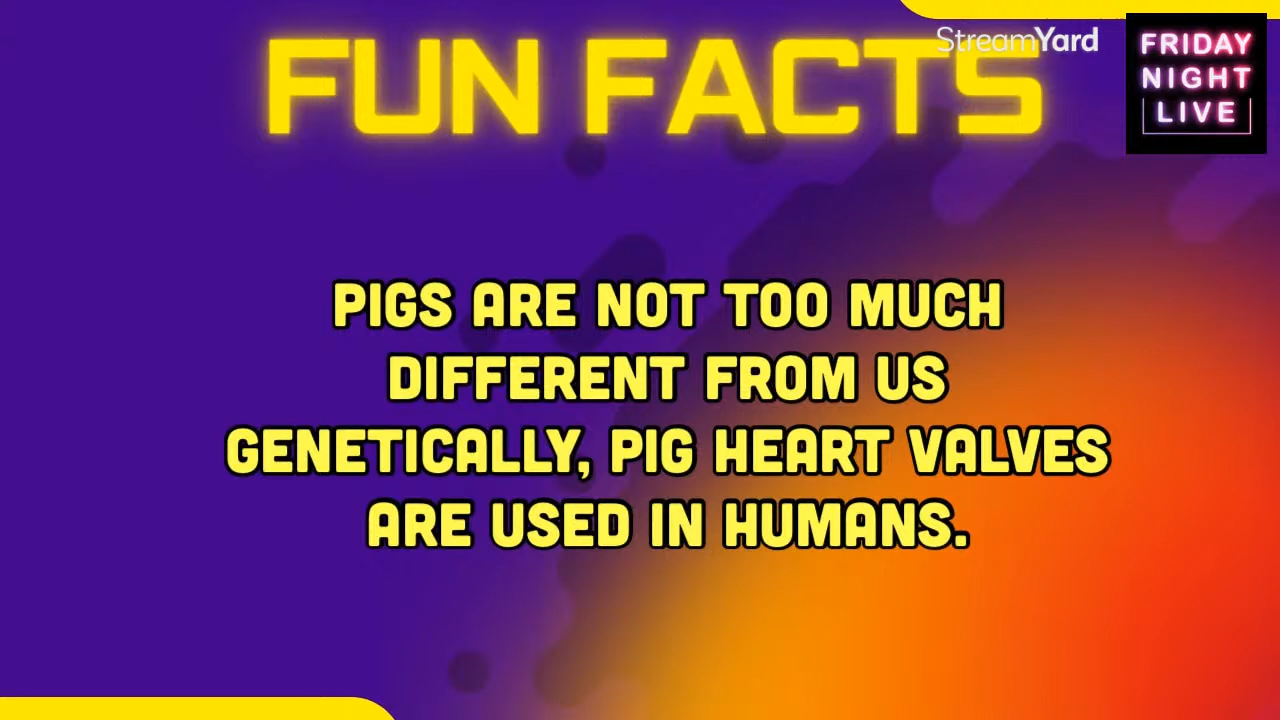 FUN FACTS
StreamYard
FRIDAY
NIGHT
LIVE
PIGS ARE NOT TOO MUCH
DIFFERENT FROM US
GENETICALLY, PIG HEART VALVES
ARE USED IN HUMANS.